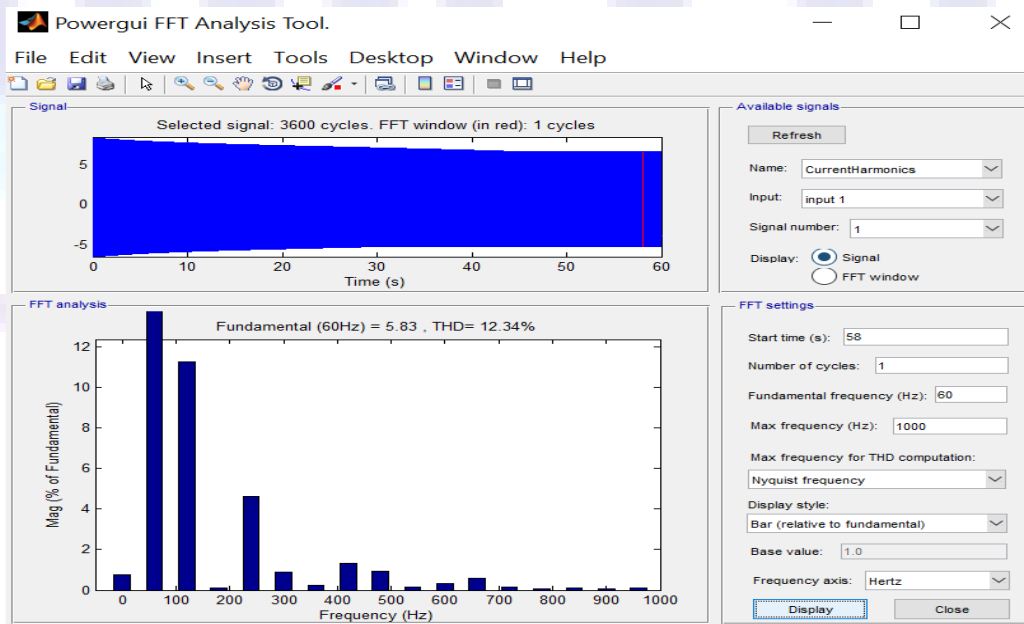 Powergui FFT Analysis Tool.
File Edit View Insert Tools Desktop Window Help
Signal
Selected signal: 3600 cycles. FFT window (in red): 1 cycles
5
0
-5
0 10 20 30 40 50 60
Time (s)
FFT analysis
Fundamental (60Hz) = 5.83 , THD= 12.34%
12
10
8
6
4
2
0
Mag (% of Fundamental)
0 100 200 300 400 500 600 700 800 900 1000
Frequency (Hz)
Available signals
Refresh
Name: CurrentHarmonics
Input: input 1
Signal number: 1
Display: Signal
FFT window
FFT settings
Start time (s): 58
Number of cycles: 1
Fundamental frequency (Hz): 60
Max frequency (Hz): 1000
Max frequency for THD computation:
Nyquist frequency
Display style:
Bar (relative to fundamental)
Base value: 1.0
Frequency axis: Hertz
Display Close